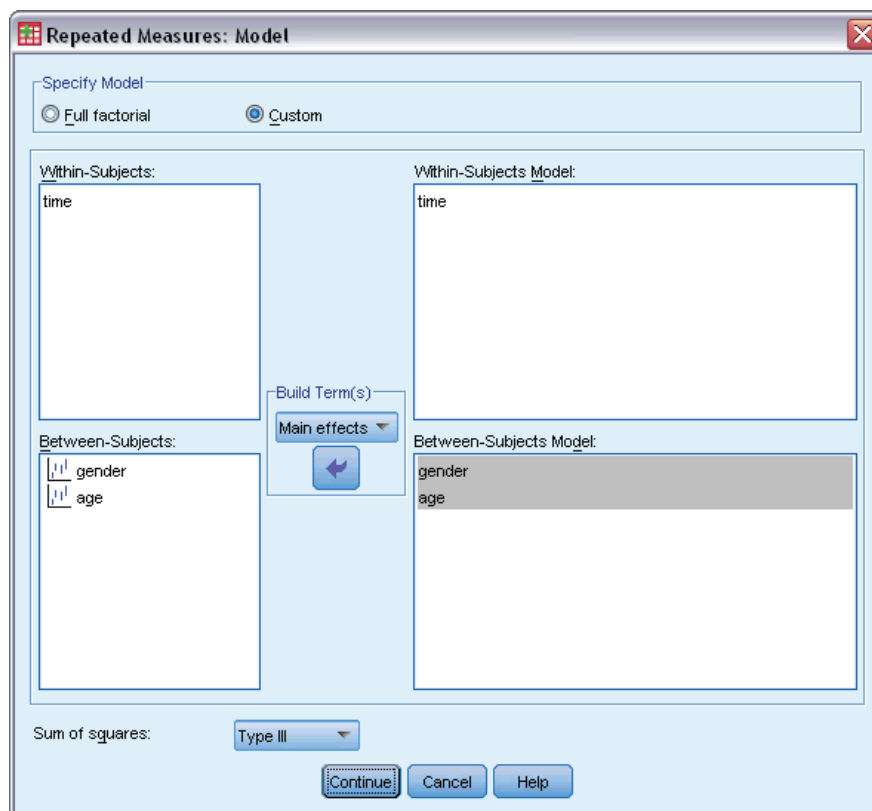 Repeated Measures: Model
Specify Model
Full factorial
Custom
Within-Subjects:
time
Within-Subjects Model:
time
Build Term(s)
Main effects
Between-Subjects:
gender
age
Between-Subjects Model:
gender
age
Sum of squares:
Type III
Continue
Cancel
Help